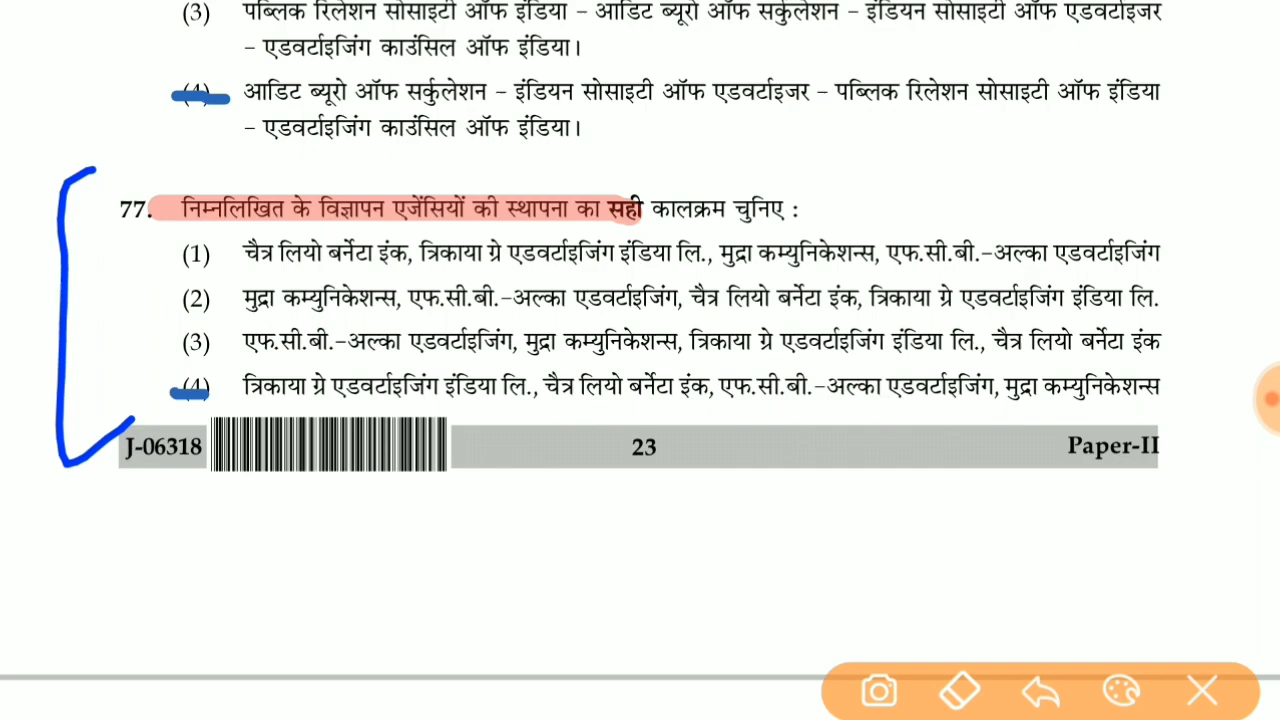 (3) पब्लिक रिलेशन सोसाइटी ऑफ इंडिया – आडिट ब्यूरो ऑफ सर्कुलेशन – इंडियन सोसाइटी ऑफ एडवर्टाइजर
– एडवर्टाइजिंग काउंसिल ऑफ इंडिया।
(4) आडिट ब्यूरो ऑफ सर्कुलेशन – इंडियन सोसाइटी ऑफ एडवर्टाइजर – पब्लिक रिलेशन सोसाइटी ऑफ इंडिया
– एडवर्टाइजिंग काउंसिल ऑफ इंडिया।
77. निम्नलिखित के विज्ञापन एजेंसियों की स्थापना का सही कालक्रम चुनिए :
(1) चैत्र लियो बर्नेटा इंक, त्रिकाया ग्रे एडवर्टाइजिंग इंडिया लि., मुद्रा कम्युनिकेशन्स, एफ.सी.बी.–अल्का एडवर्टाइजिंग
(2) मुद्रा कम्युनिकेशन्स, एफ.सी.बी.–अल्का एडवर्टाइजिंग, चैत्र लियो बर्नेटा इंक, त्रिकाया ग्रे एडवर्टाइजिंग इंडिया लि.
(3) एफ.सी.बी.–अल्का एडवर्टाइजिंग, मुद्रा कम्युनिकेशन्स, त्रिकाया ग्रे एडवर्टाइजिंग इंडिया लि., चैत्र लियो बर्नेटा इंक
(4) त्रिकाया ग्रे एडवर्टाइजिंग इंडिया लि., चैत्र लियो बर्नेटा इंक, एफ.सी.बी.–अल्का एडवर्टाइजिंग, मुद्रा कम्युनिकेशन्स
J-06318 23 Paper-II